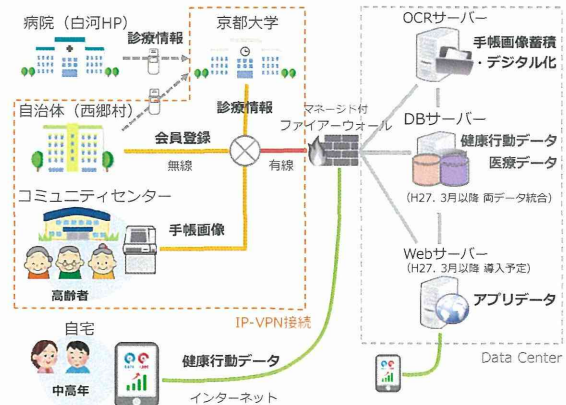 病院（白河HP）
診療情報
京都大学
自治体（西郷村）
診療情報
会員登録
無線
有線
マネージド付
ファイアーウォール
コミュニティセンター
手帳画像
高齢者
IP-VPN接続
自宅
中高年
健康行動データ
インターネット
OCRサーバー
手帳画像蓄積
・デジタル化
DBサーバー
健康行動データ
医療データ
（H27. 3月以降 両データ統合）
Webサーバー
（H27. 3月以降 導入予定）
アプリデータ
Data Center